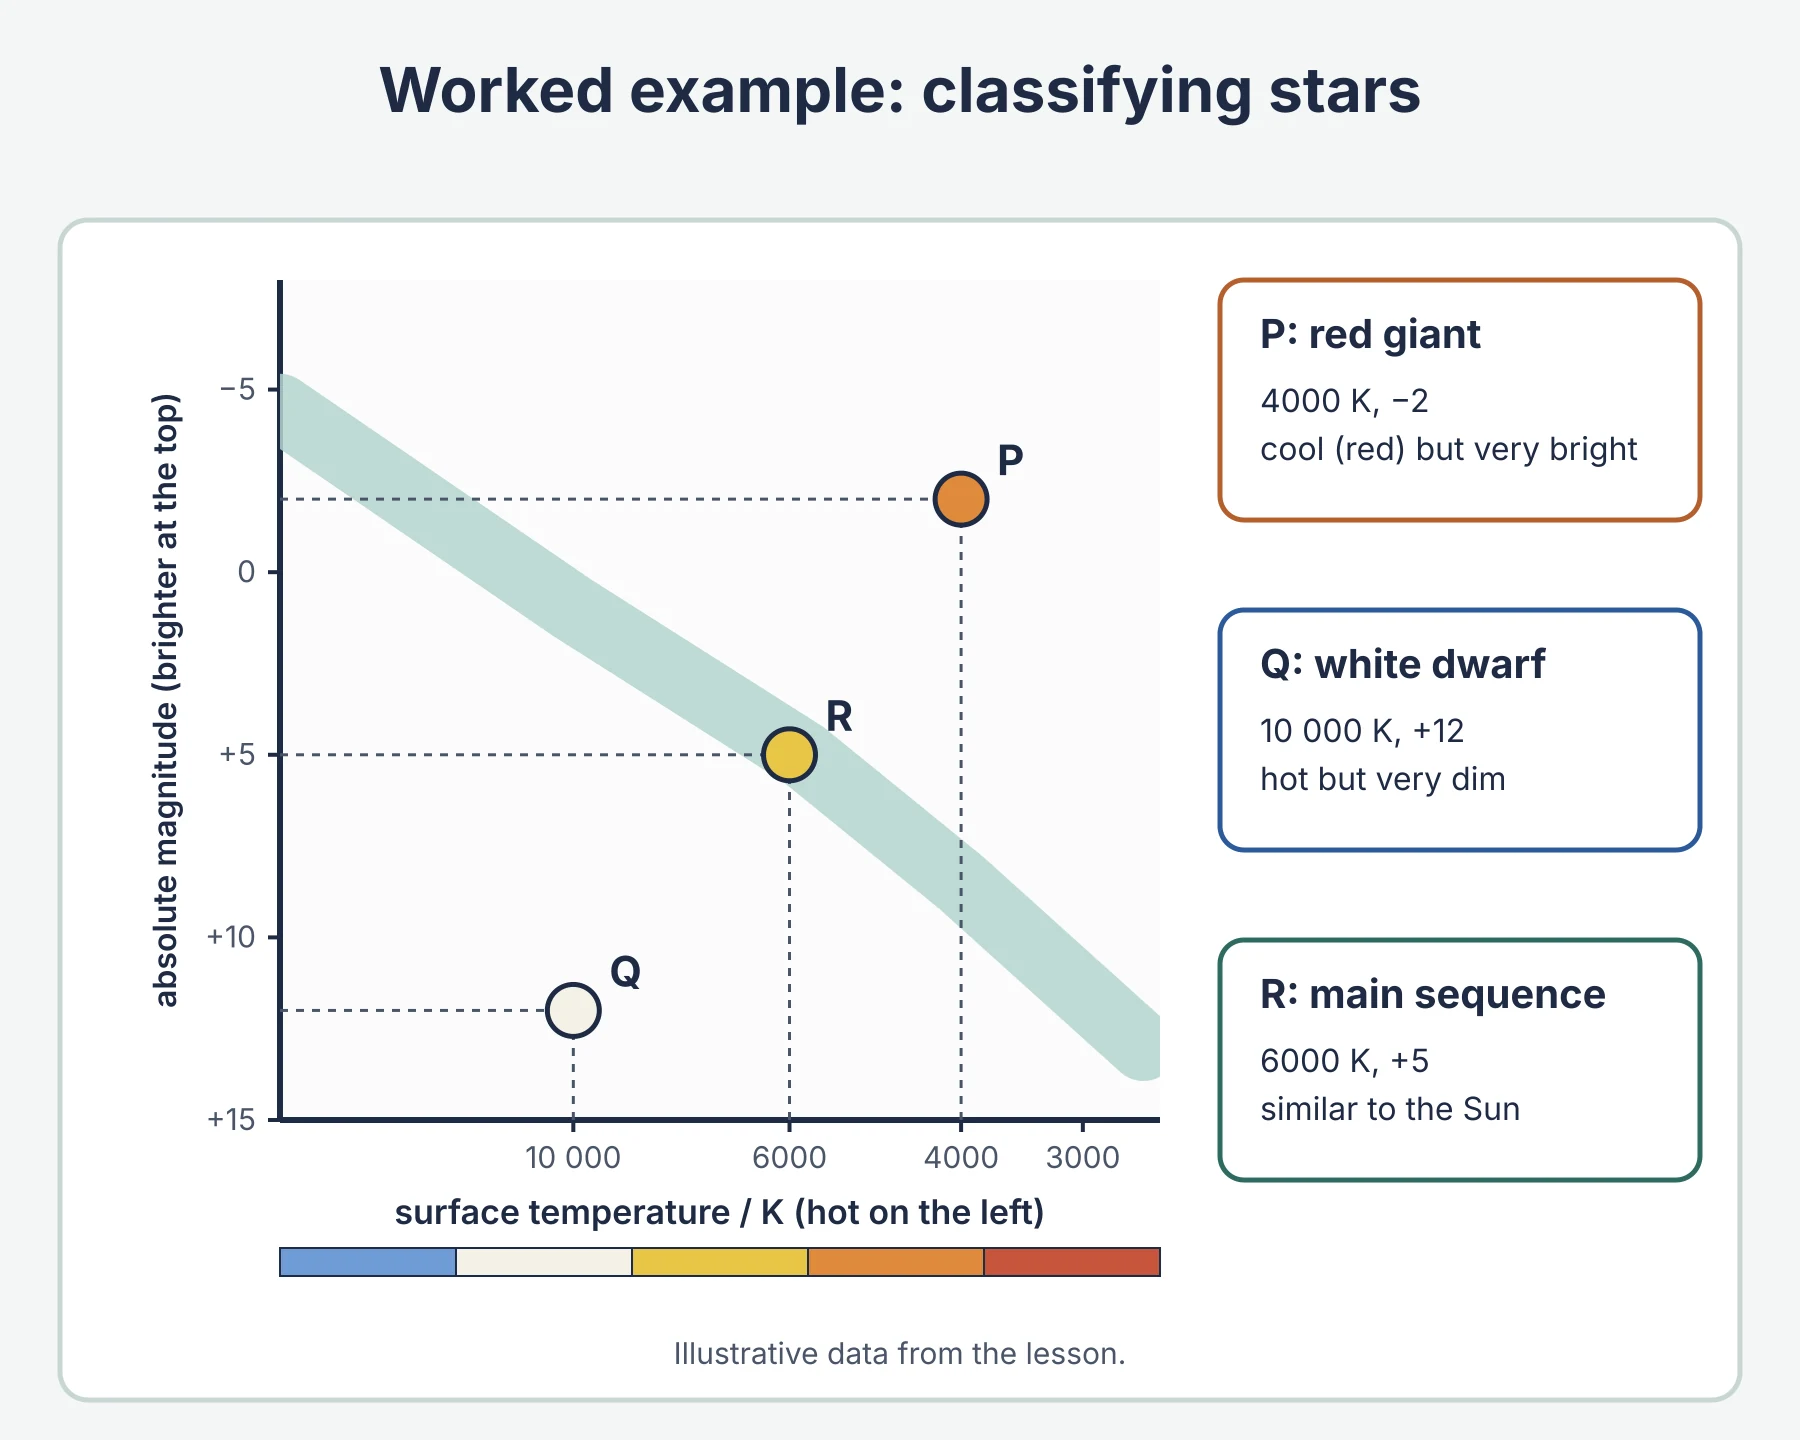 Worked example: classifying stars
absolute magnitude (brighter at the top)
−5
0
+5
+10
+15
P
R
Q
10 000
6000
4000
3000
surface temperature / K (hot on the left)
P: red giant
4000 K, −2
cool (red) but very bright
Q: white dwarf
10 000 K, +12
hot but very dim
R: main sequence
6000 K, +5
similar to the Sun
Illustrative data from the lesson.